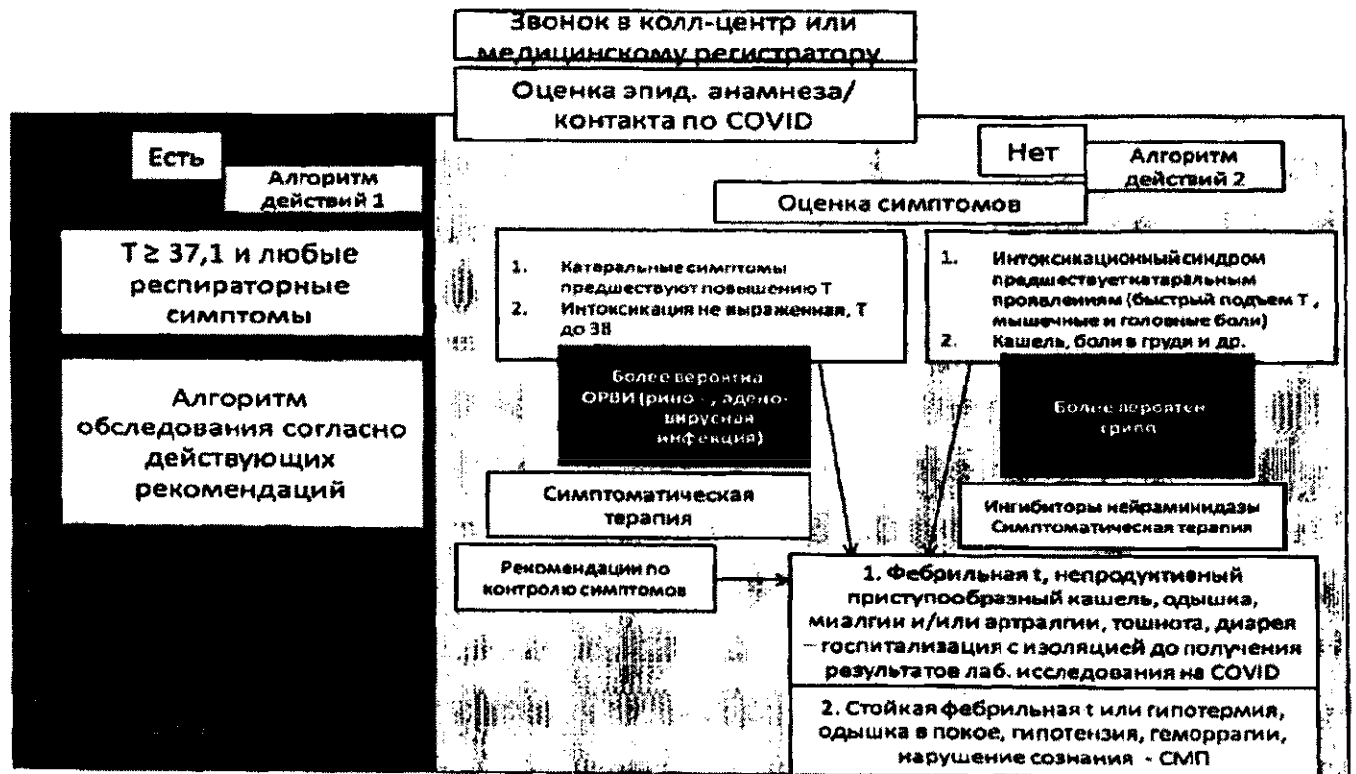 Звонок в колл-центр или
медицинскому регистратору
Оценка эпид. анамнеза/
контакта по COVID
Есть
Алгоритм
действий 1
T ≥ 37,1 и любые
респираторные
симптомы
Алгоритм
обследования согласно
действующих
рекомендаций
Нет
Алгоритм
действий 2
Оценка симптомов
1. Катаральные симптомы
предшествуют повышению Т
2. Интоксикация не выраженная, Т
до 38
Более вероятна
ОРВИ (рино - , адено-
вирусная
инфекция)
Симптоматическая
терапия
Рекомендации по
контролю симптомов
1. Интоксикационный синдром
предшествует катаральным
проявлениям (быстрый подъем Т ,
мышечные и головные боли)
2. Кашель, боли в груди и др.
Более вероятен
грипп
Ингибиторы нейраминидазы
Симптоматическая терапия
1. Фебрильная t, непродуктивный
приступообразный кашель, одышка,
миалгии и/или артралгии, тошнота, диарея
– госпитализация с изоляцией до получения
результатов лаб. исследования на COVID
2. Стойкая фебрильная t или гипотермия,
одышка в покое, гипотензия, геморрагии,
нарушение сознания - СМП